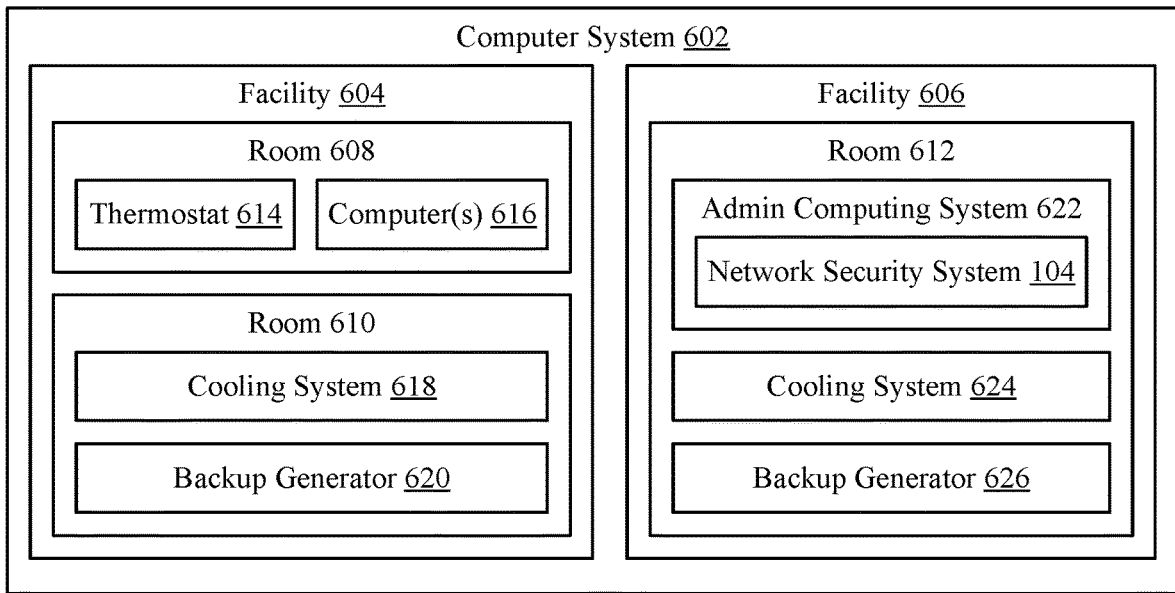 Computer System 602
Facility 604
Room 608
Thermostat 614
Computer(s) 616
Room 610
Cooling System 618
Backup Generator 620
Facility 606
Room 612
Admin Computing System 622
Network Security System 104
Cooling System 624
Backup Generator 626